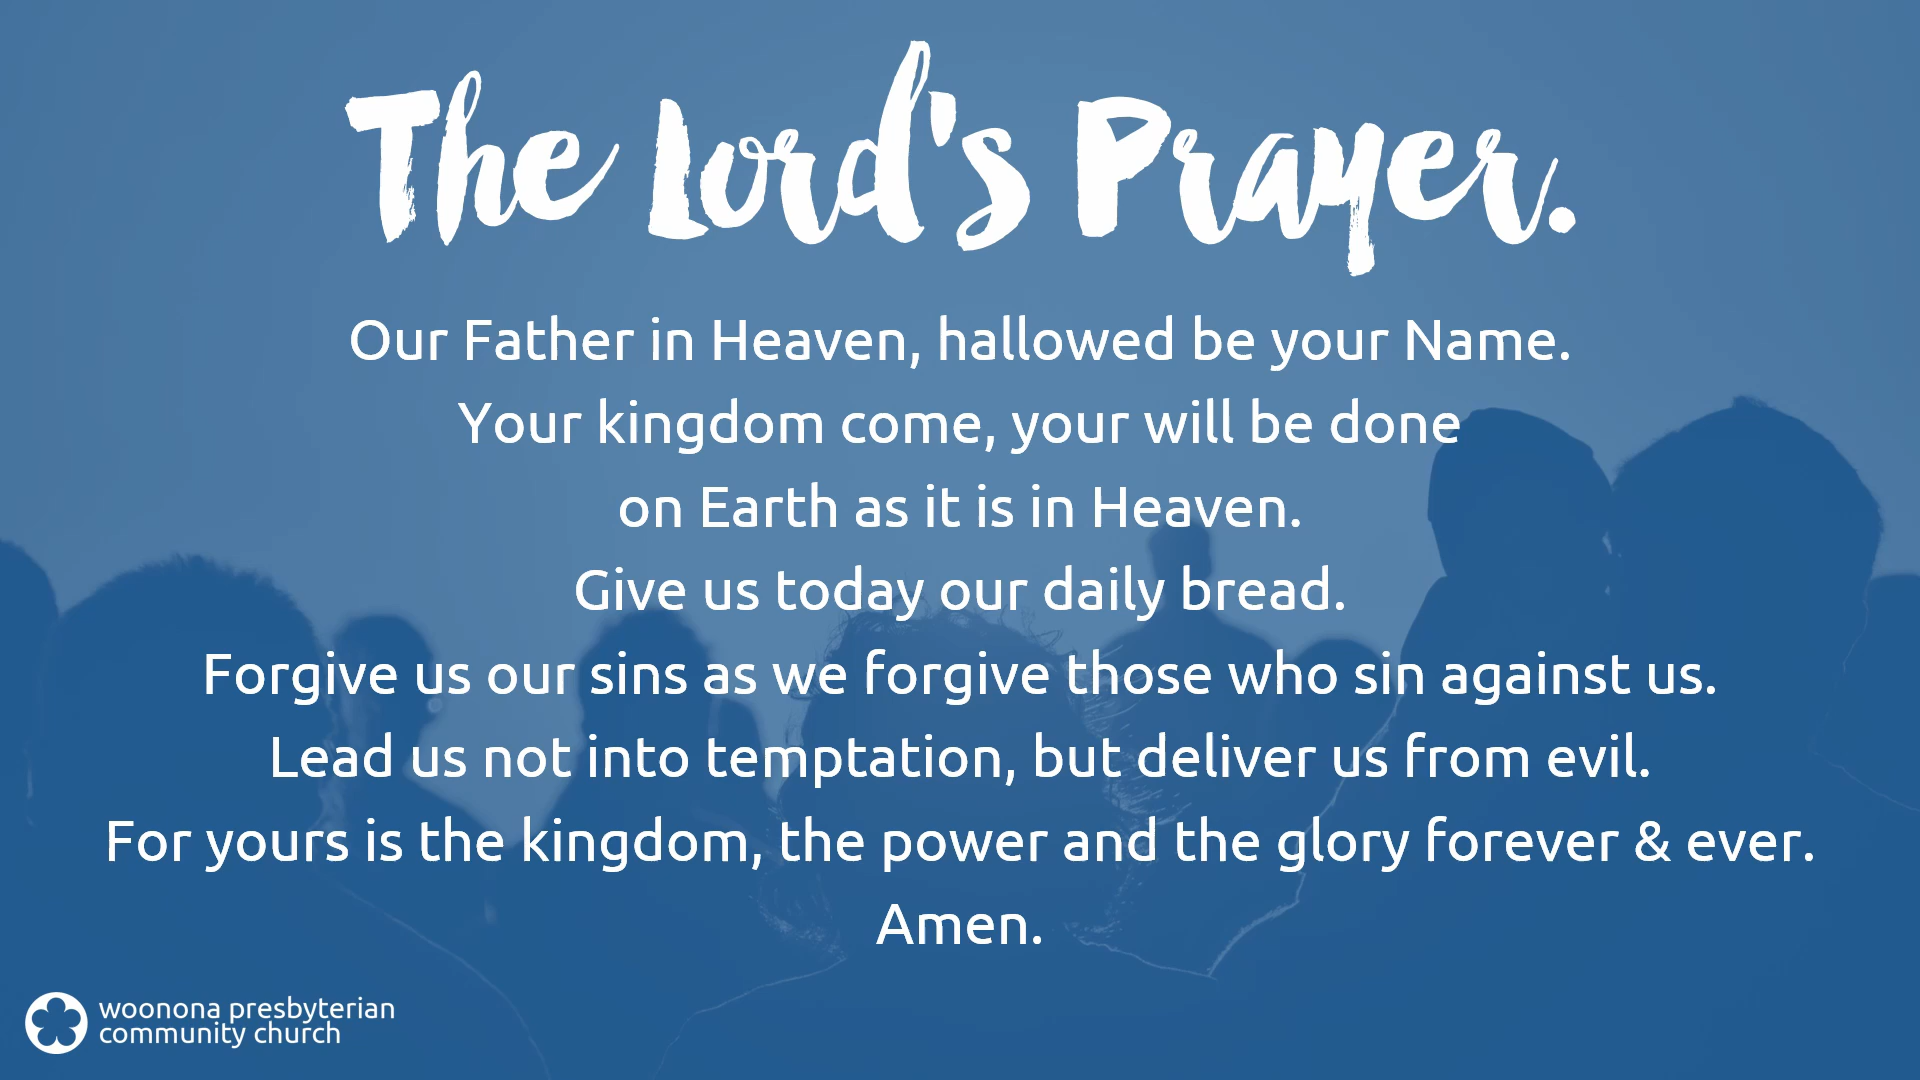 The Lord's Prayer.
Our Father in Heaven, hallowed be your Name.
Your kingdom come, your will be done
on Earth as it is in Heaven.
Give us today our daily bread.
Forgive us our sins as we forgive those who sin against us.
Lead us not into temptation, but deliver us from evil.
For yours is the kingdom, the power and the glory forever & ever.
Amen.
woonona presbyterian
community church